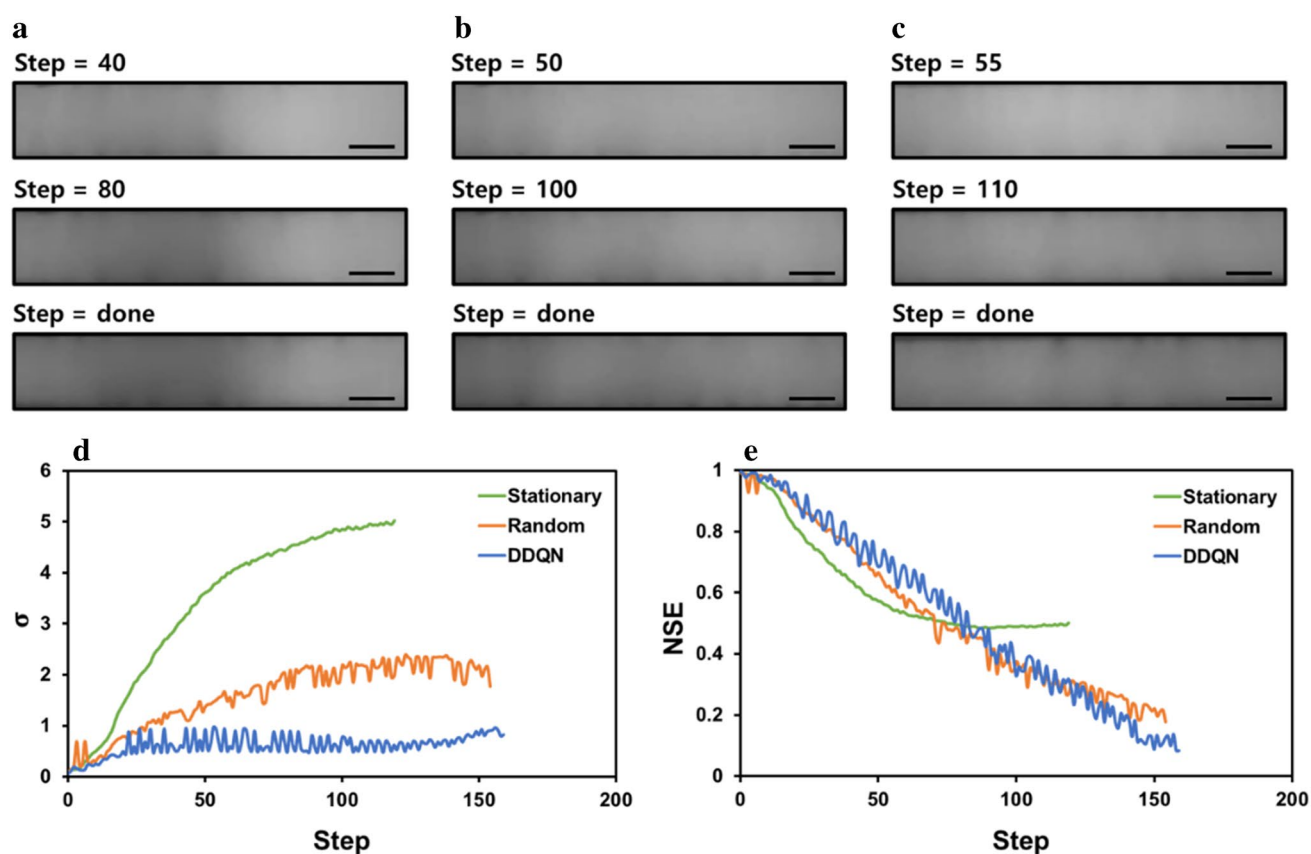 a
Step = 40
Step = 80
Step = done
b
Step = 50
Step = 100
Step = done
c
Step = 55
Step = 110
Step = done
d
6
5
4
3
2
1
0
σ
0
50
100
150
200
Step
Stationary
Random
DDQN
e
1
0.8
0.6
0.4
0.2
0
NSE
0
50
100
150
200
Step
Stationary
Random
DDQN